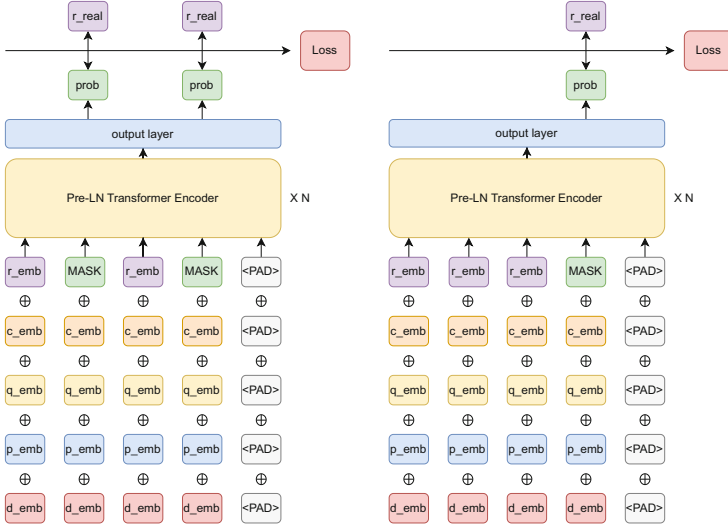 r_real r_real
Loss
prob prob
output layer
Pre-LN Transformer Encoder
X N
r_emb MASK r_emb MASK <PAD>
c_emb c_emb c_emb c_emb <PAD>
q_emb q_emb q_emb q_emb <PAD>
p_emb p_emb p_emb p_emb <PAD>
d_emb d_emb d_emb d_emb <PAD>
r_real
Loss
prob
output layer
Pre-LN Transformer Encoder
X N
r_emb r_emb r_emb MASK <PAD>
c_emb c_emb c_emb c_emb <PAD>
q_emb q_emb q_emb q_emb <PAD>
p_emb p_emb p_emb p_emb <PAD>
d_emb d_emb d_emb d_emb <PAD>